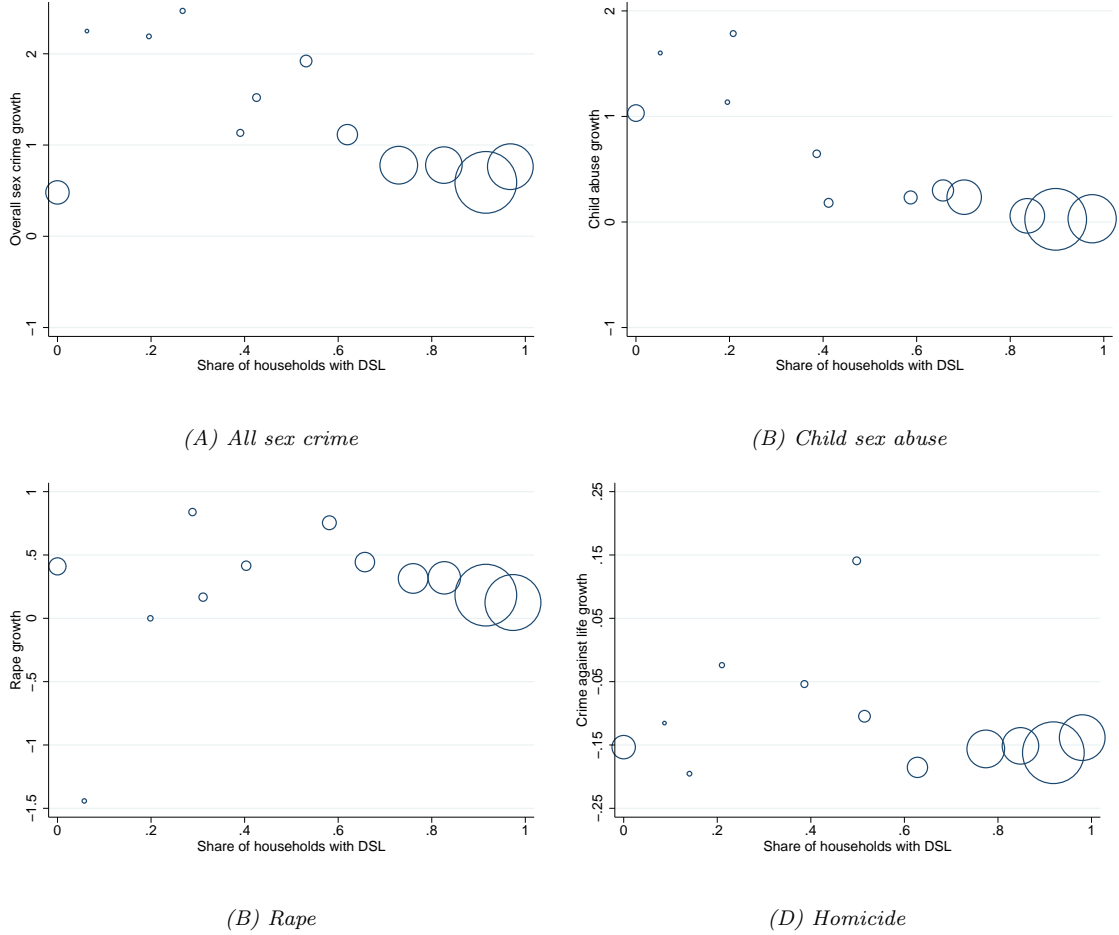 Overall sex crime growth
2
1
0
−1
0 .2 .4 .6 .8 1
Share of households with DSL
(A) All sex crime
Child abuse growth
2
1
0
−1
0 .2 .4 .6 .8 1
Share of households with DSL
(B) Child sex abuse
Rape growth
1
.5
0
−.5
−1
−1.5
0 .2 .4 .6 .8 1
Share of households with DSL
(B) Rape
Crime against life growth
.25
.15
.05
−.05
−.15
−.25
0 .2 .4 .6 .8 1
Share of households with DSL
(D) Homicide